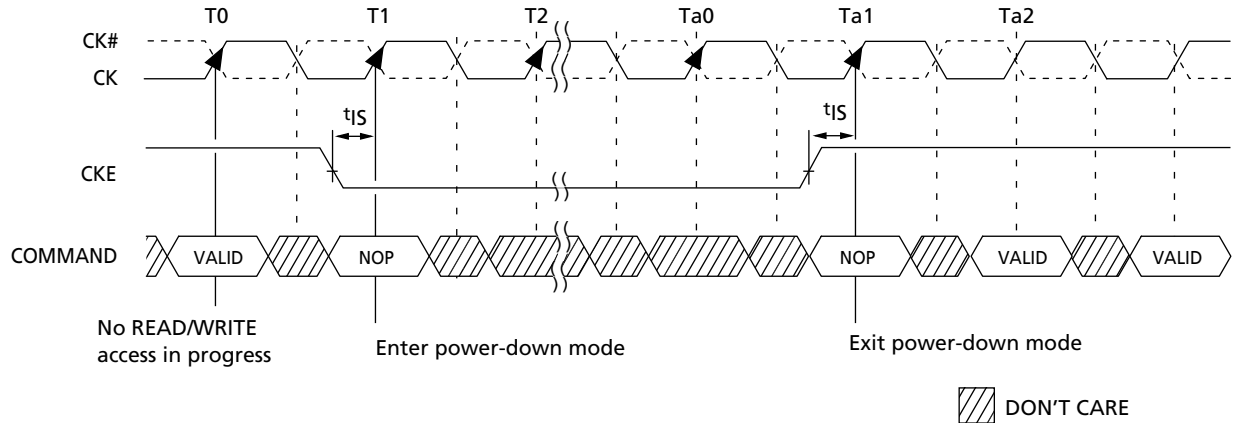 T0 T1 T2 Ta0 Ta1 Ta2
CK#
CK
tIS tIS
CKE
COMMAND VALID NOP NOP VALID VALID
No READ/WRITE
access in progress
Enter power-down mode
Exit power-down mode
DON'T CARE